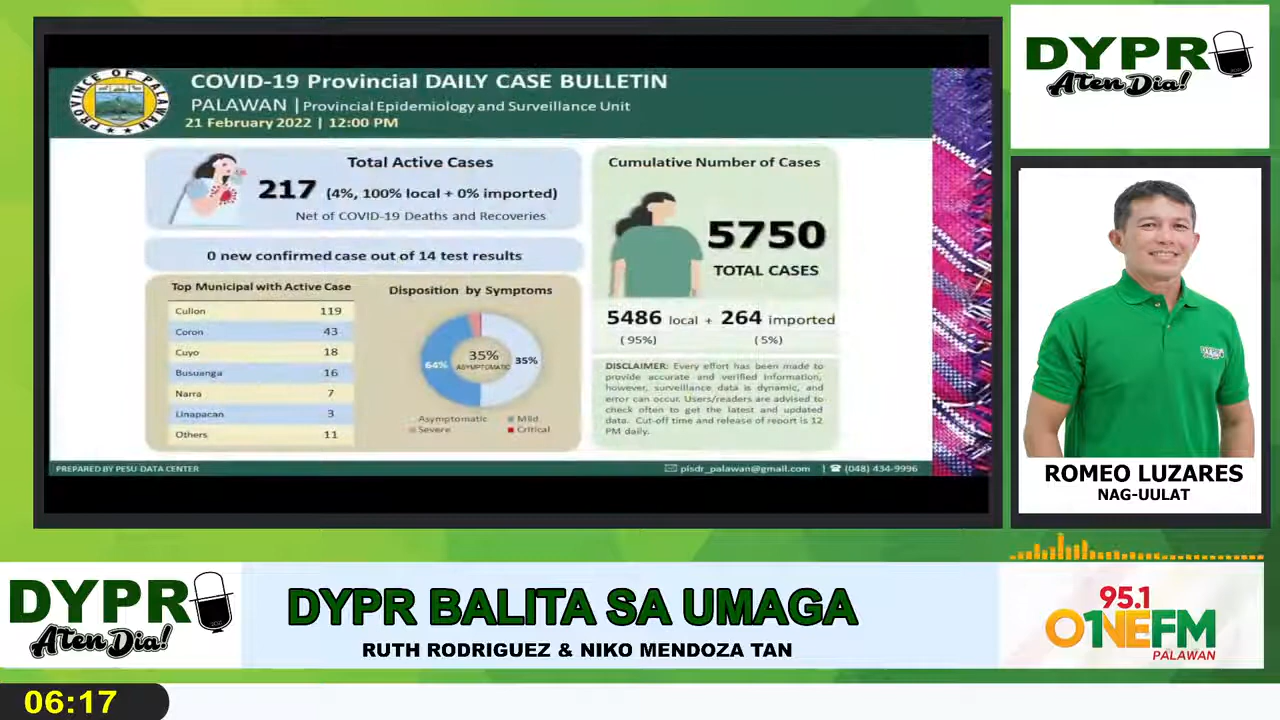 COVID-19 Provincial DAILY CASE BULLETIN
PALAWAN | Provincial Epidemiology and Surveillance Unit
21 February 2022 | 12:00 PM
PROVINCE OF PALAWAN
Total Active Cases
217 (4%, 100% local + 0% imported)
Net of COVID-19 Deaths and Recoveries
0 new confirmed case out of 14 test results
Top Municipal with Active Case
Culion 119
Coron 43
Cuyo 18
Busuanga 16
Narra 7
Linapacan 3
Others 11
Disposition by Symptoms
64%
35%
ASYMPTOMATIC
35%
Asymptomatic Mild
Severe Critical
Cumulative Number of Cases
5750
TOTAL CASES
5486 local + 264 imported
(95%) (5%)
DISCLAIMER: Every effort has been made to
provide accurate and verified information,
however, surveillance data is dynamic, and
error can occur. Users/readers are advised to
check often to get the latest and updated
data. Cut-off time and release of report is 12
PM daily.
PREPARED BY PESU DATA CENTER
pisdr_palawan@gmail.com | (048) 434-9996
DYPR
Aten Dia!
ROMEO LUZARES
NAG-UULAT
DYPR
Aten Dia!
DYPR BALITA SA UMAGA
RUTH RODRIGUEZ & NIKO MENDOZA TAN
95.1
ONEFM
PALAWAN
06:17